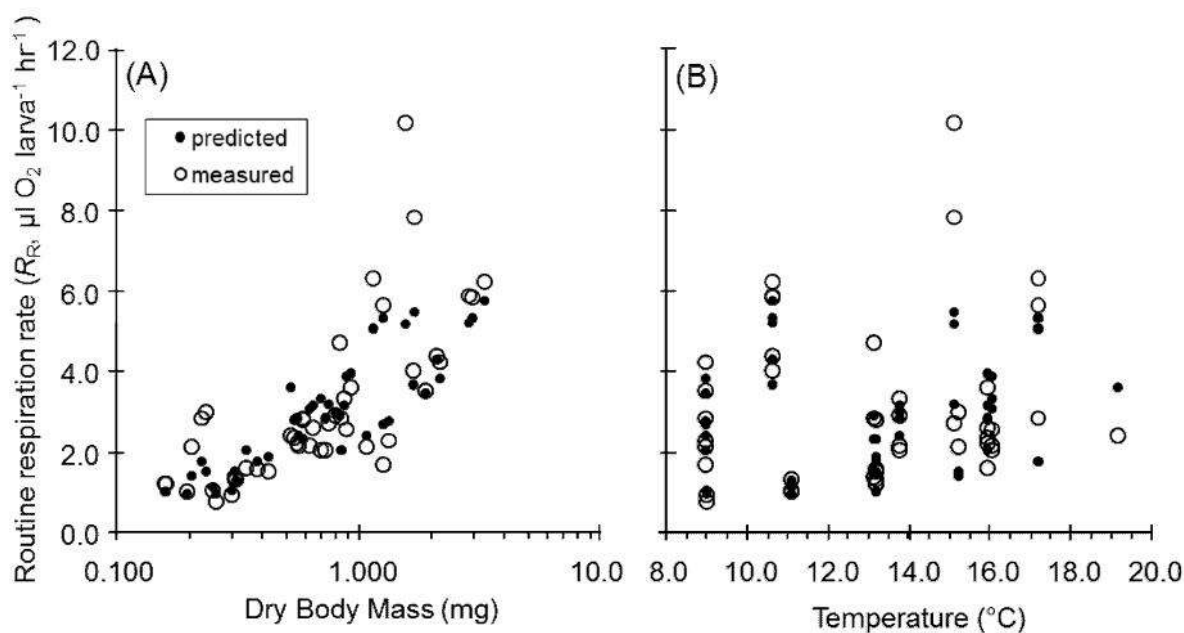 Routine respiration rate (R_R, µl O₂ larva⁻¹ hr⁻¹)
12.0
10.0
8.0
6.0
4.0
2.0
0.0
(A)
predicted
measured
0.100
1.000
10.0
Dry Body Mass (mg)
(B)
8.0
10.0
12.0
14.0
16.0
18.0
20.0
Temperature (°C)